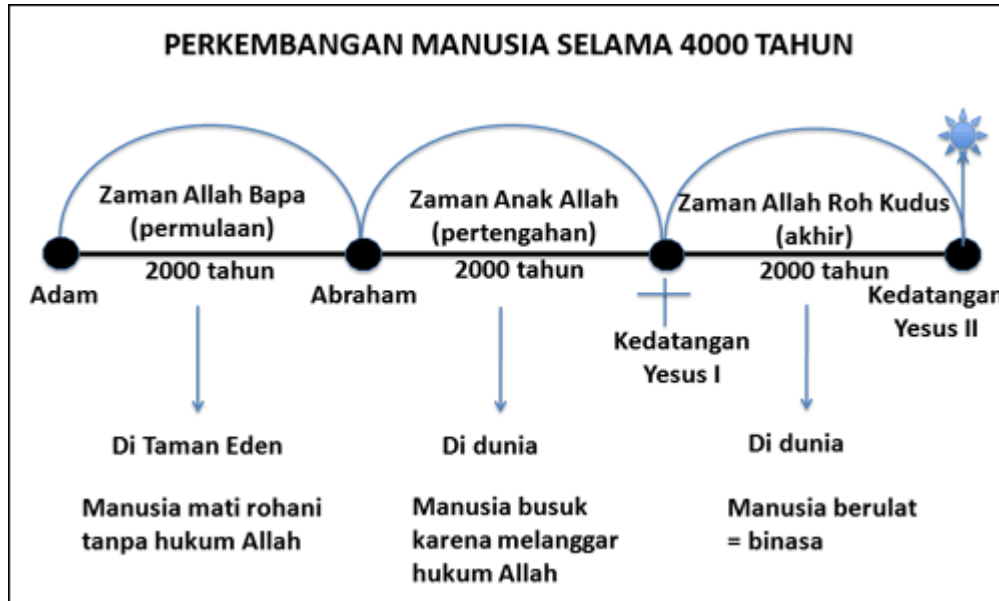 PERKEMBANGAN MANUSIA SELAMA 4000 TAHUN
Zaman Allah Bapa
(permulaan)
2000 tahun
Zaman Anak Allah
(pertengahan)
2000 tahun
Zaman Allah Roh Kudus
(akhir)
2000 tahun
Adam
Abraham
Kedatangan
Yesus I
Kedatangan
Yesus II
Di Taman Eden
Manusia mati rohani
tanpa hukum Allah
Di dunia
Manusia busuk
karena melanggar
hukum Allah
Di dunia
Manusia berulat
= binasa